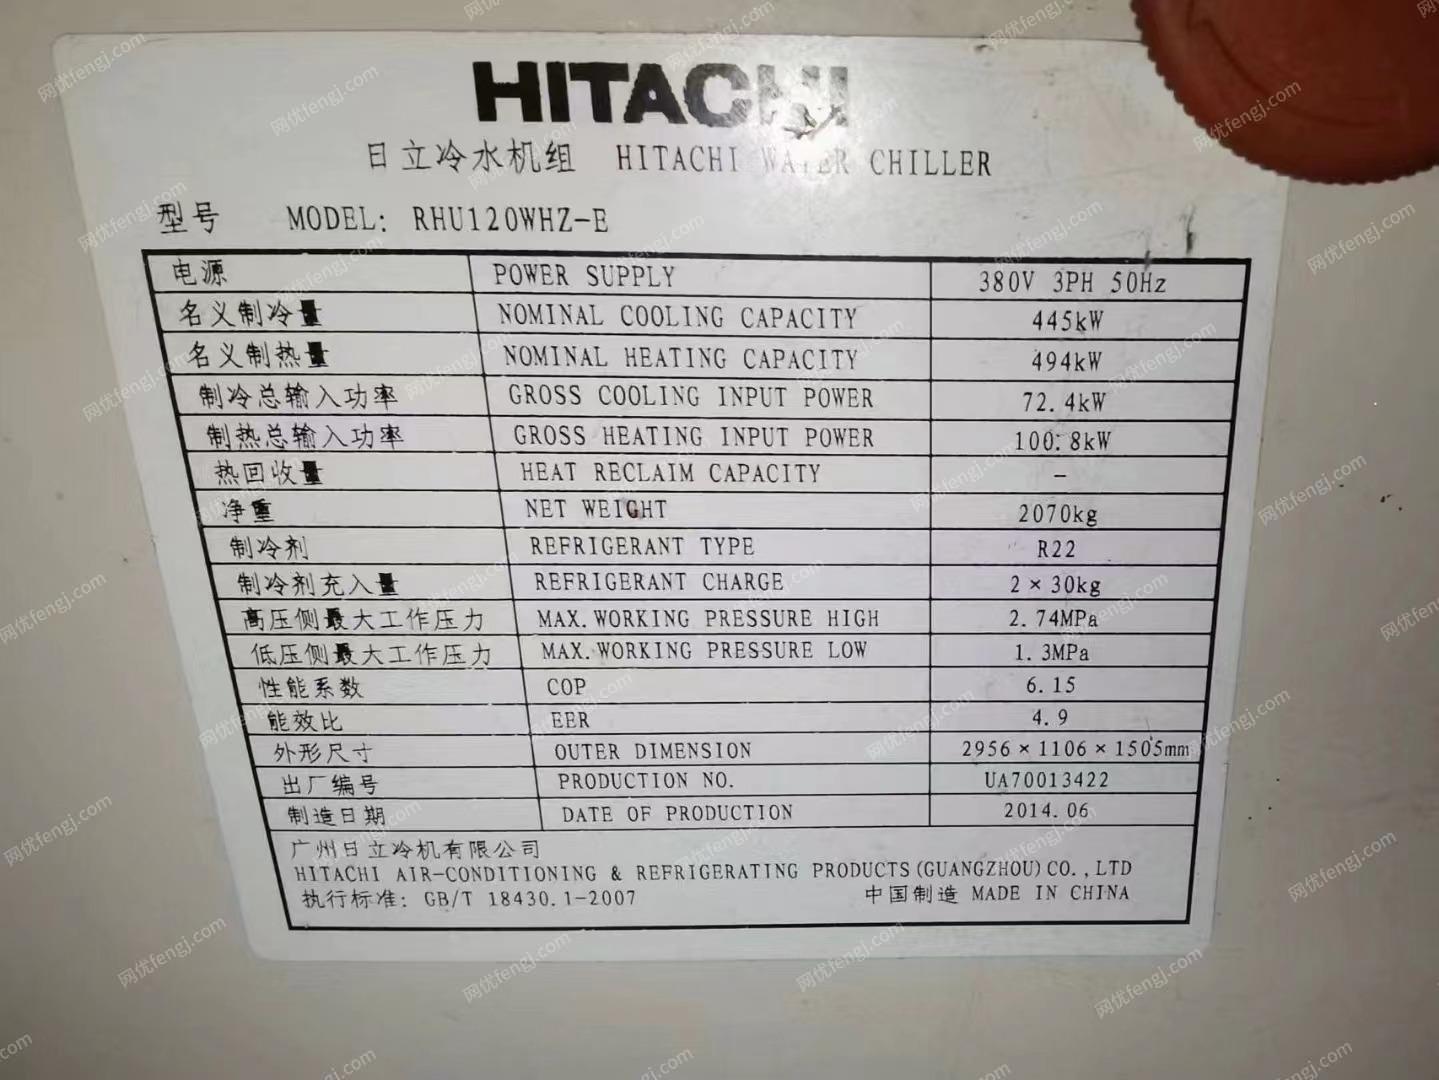 HITACHI
日立冷水机组 HITACHI WATER CHILLER
型号 MODEL: RHU120WHZ-E
电源 POWER SUPPLY 380V 3PH 50Hz
名义制冷量 NOMINAL COOLING CAPACITY 445kW
名义制热量 NOMINAL HEATING CAPACITY 494kW
制冷总输入功率 GROSS COOLING INPUT POWER 72.4kW
制热总输入功率 GROSS HEATING INPUT POWER 100.8kW
热回收量 HEAT RECLAIM CAPACITY -
净重 NET WEIGHT 2070kg
制冷剂 REFRIGERANT TYPE R22
制冷剂充入量 REFRIGERANT CHARGE 2×30kg
高压侧最大工作压力 MAX. WORKING PRESSURE HIGH 2.74MPa
低压侧最大工作压力 MAX. WORKING PRESSURE LOW 1.3MPa
性能系数 COP 6.15
能效比 EER 4.9
外形尺寸 OUTER DIMENSION 2956×1106×1505mm
出厂编号 PRODUCTION NO. UA70013422
制造日期 DATE OF PRODUCTION 2014.06
广州日立冷机有限公司
HITACHI AIR-CONDITIONING & REFRIGERATING PRODUCTS (GUANGZHOU) CO., LTD
执行标准: GB/T 18430.1-2007 中国制造 MADE IN CHINA
网优fengj.com